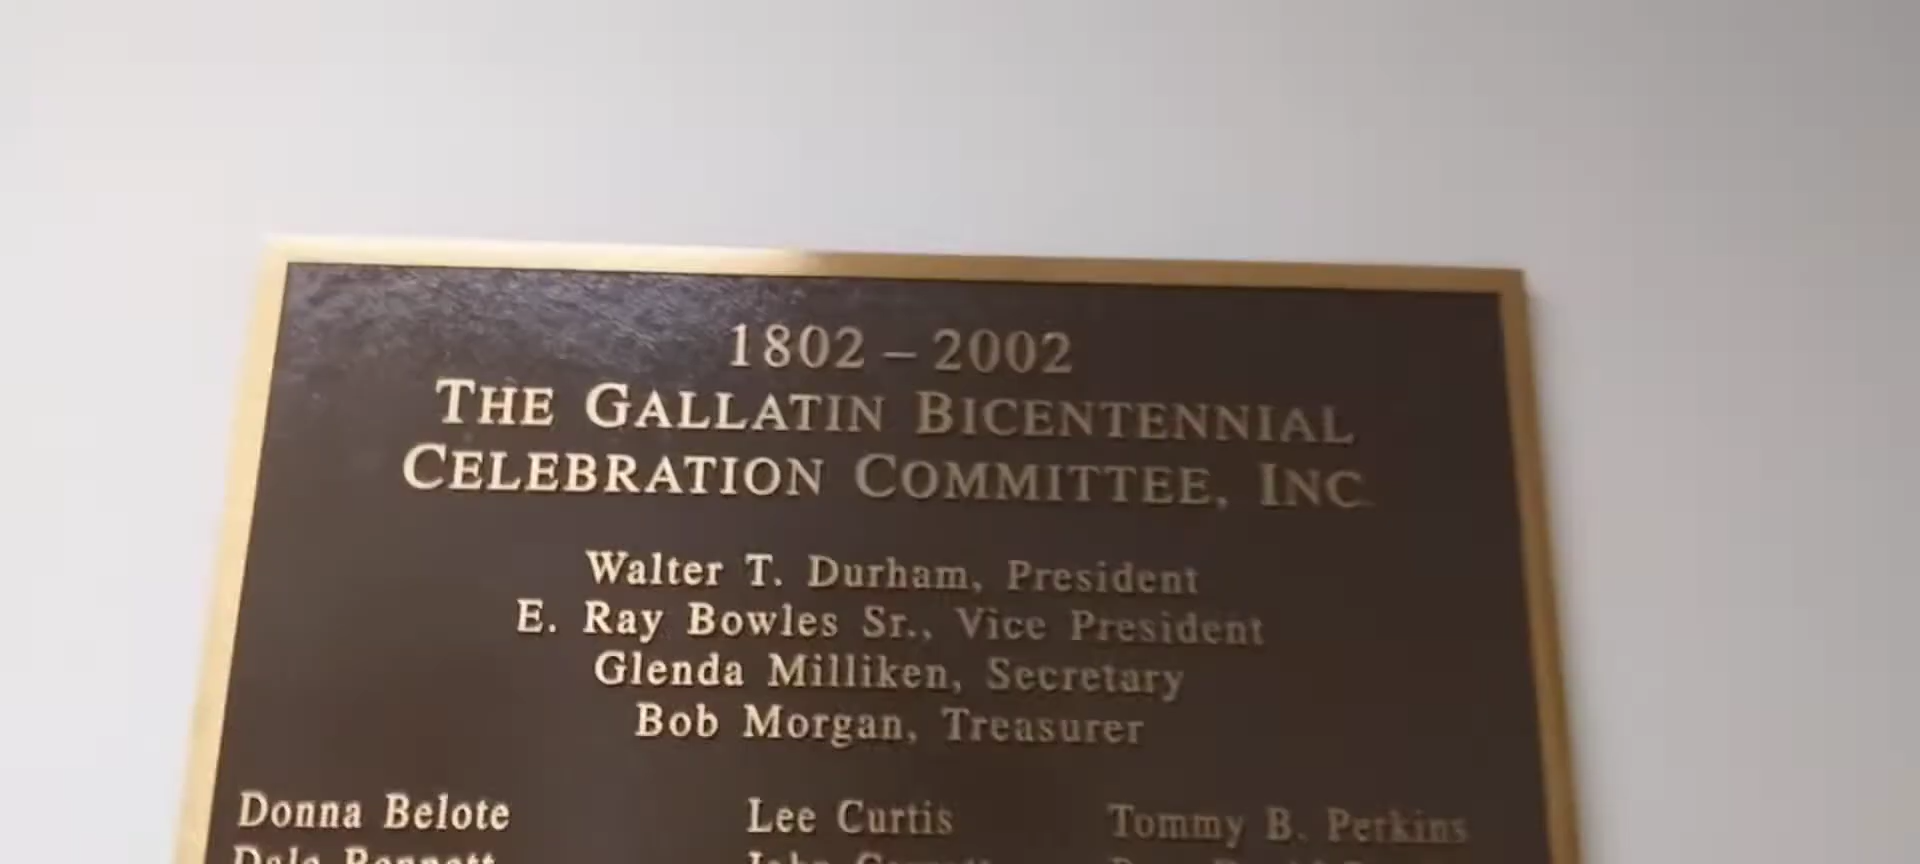 1802 – 2002
THE GALLATIN BICENTENNIAL
CELEBRATION COMMITTEE, INC.
Walter T. Durham, President
E. Ray Bowles Sr., Vice President
Glenda Milliken, Secretary
Bob Morgan, Treasurer
Donna Belote Lee Curtis Tommy B. Perkins